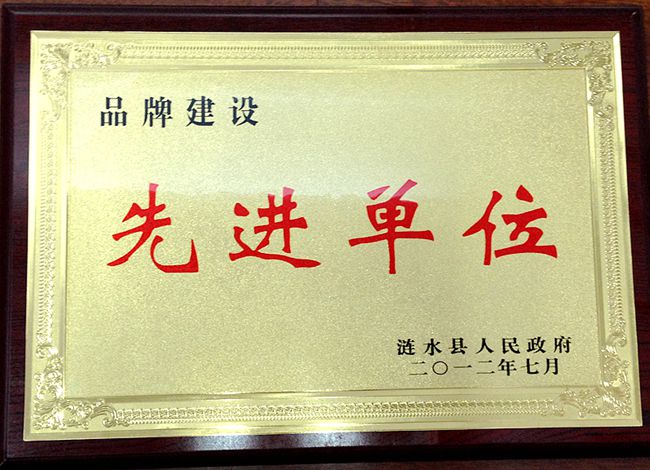 品牌建设
先进单位
涟水县人民政府
二〇一二年七月